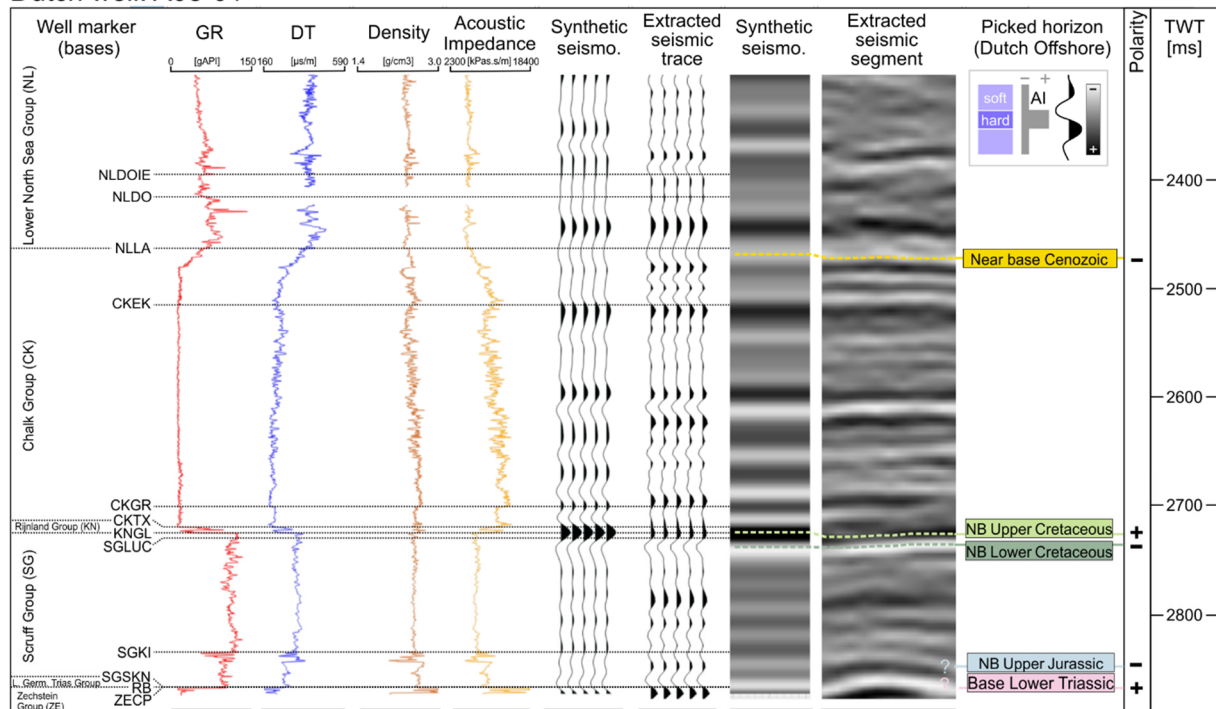 Well marker
(bases)
GR
DT
Density
Acoustic
Impedance
Synthetic
seismo.
Extracted
seismic
trace
Synthetic
seismo.
Extracted
seismic
segment
Picked horizon
(Dutch Offshore)
Polarity
TWT
[ms]
0 [gAPI] 150
160 [µs/m] 590
1.4 [g/cm3] 3.0
2300 [kPas.s/m] 18400
soft
hard
− +
AI
−
+
Lower North Sea Group (NL)
NLDOIE
NLDO
NLLA
2400
Near base Cenozoic
−
Chalk Group (CK)
CKEK
2500
2600
CKGR
2700
CKTX
Rijnland Group (KN)
KNGL
NB Upper Cretaceous
+
SGLUC
NB Lower Cretaceous
−
Scruff Group (SG)
2800
SGKI
?
NB Upper Jurassic
−
SGSKN
L. Germ. Trias Group
RB
?
Base Lower Triassic
+
Zechstein
Group (ZE)
ZECP